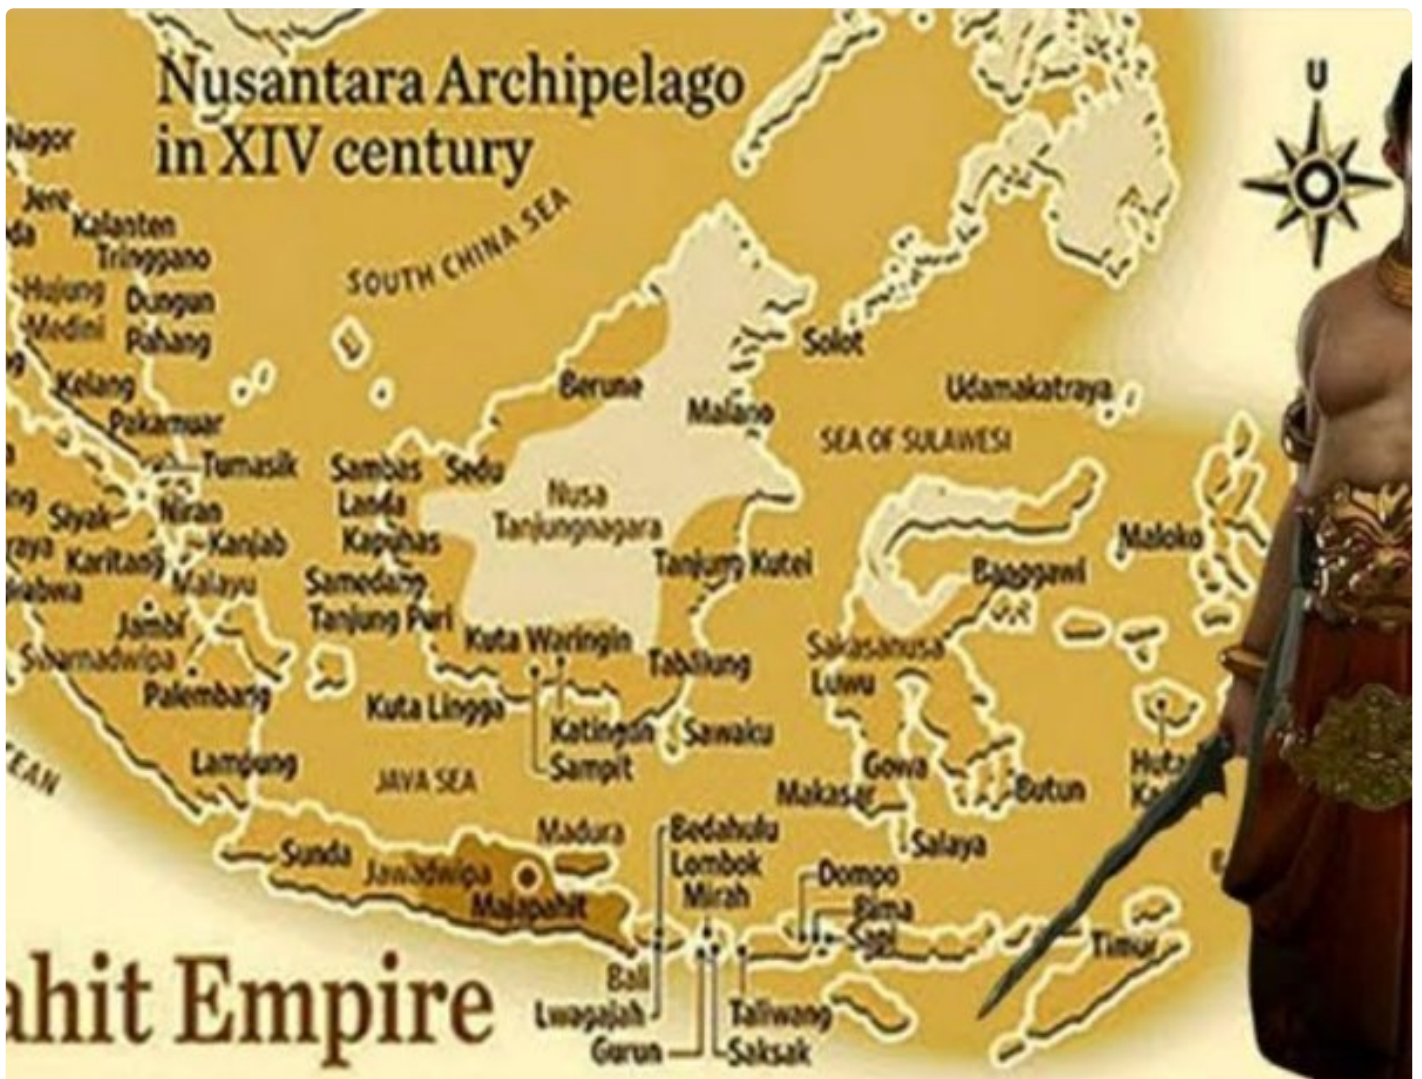 Nusantara Archipelago
in XIV century
U
Nagor
Jere
da
Kalanten
Tringgano
Hujung
Dungun
Medini
Pahang
Kelang
Pakamuar
Tumasik
Siyak
Niran
Karitang
Kanjab
Malayu
Jambi
Swarnadwipa
Palembang
Lampung
EAN
SOUTH CHINA SEA
Berune
Malano
Solot
Udamakatraya
SEA OF SULAWESI
Sambas
Sedu
Landa
Kapuhas
Samedang
Tanjung Puri
Nusa
Tanjungnagara
Tanjung Kutei
Kuta Waringin
Tabalung
Kuta Lingga
Katingan
Sawaku
Sampit
JAVA SEA
Maloko
Banggawi
Sakasanusa
Luwu
Gowa
Makasar
Butun
Salaya
Sunda
Jawadwipa
Majapahit
Madura
Bedahulu
Lombok
Mirah
Dompo
Bima
Timur
Bali
Lwagajah
Gurun
Taliwang
Saksak
ahit Empire